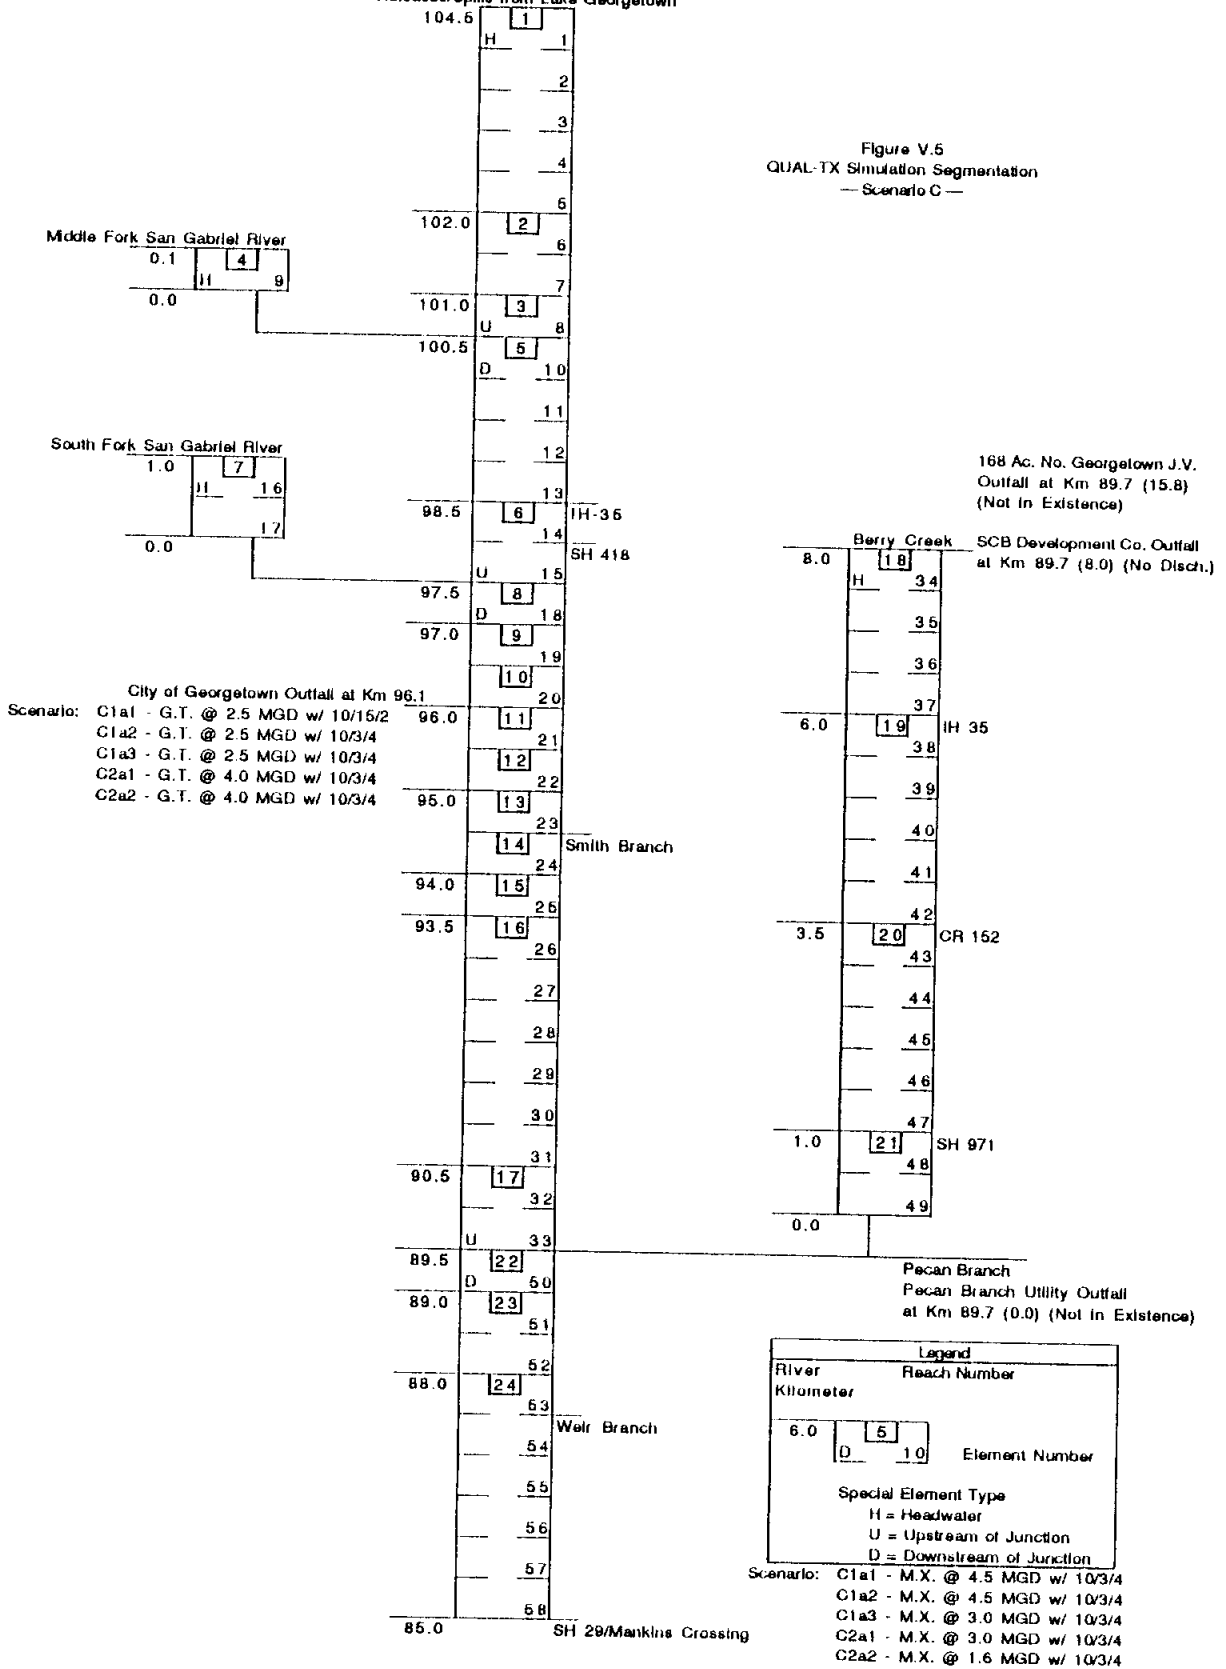 from Lake Georgetown
104.5 1
H 1
2
3
4
5
102.0 2
6
7
101.0 3
U 8
100.5 5
D 10
11
12
13
98.5 6 IH-35
14
SH 418
U 15
97.5 8
D 18
97.0 9
19
10
20
96.0 11
21
12
22
95.0 13
23
14 Smith Branch
24
94.0 15
25
93.5 16
26
27
28
29
30
31
90.5 17
32
U 33
89.5 22
D 50
89.0 23
51
52
88.0 24
53
Weir Branch
54
55
56
57
58
85.0 SH 29/Mankins Crossing
Figure V.5
QUAL-TX Simulation Segmentation
— Scenario C —
Middle Fork San Gabriel River
0.1 4
H 9
0.0
South Fork San Gabriel River
1.0 7
H 16
17
0.0
City of Georgetown Outfall at Km 96.1
Scenario: C1a1 - G.T. @ 2.5 MGD w/ 10/15/2
C1a2 - G.T. @ 2.5 MGD w/ 10/3/4
C1a3 - G.T. @ 2.5 MGD w/ 10/3/4
C2a1 - G.T. @ 4.0 MGD w/ 10/3/4
C2a2 - G.T. @ 4.0 MGD w/ 10/3/4
168 Ac. No. Georgetown J.V.
Outfall at Km 89.7 (15.8)
(Not in Existence)
Berry Creek
SCB Development Co. Outfall
at Km 89.7 (8.0) (No Disch.)
8.0 18
H 34
35
36
37
6.0 19 IH 35
38
39
40
41
42
3.5 20 CR 152
43
44
45
46
47
1.0 21 SH 971
48
49
0.0
Pecan Branch
Pecan Branch Utility Outfall
at Km 89.7 (0.0) (Not in Existence)
Legend
River Reach Number
Kilometer
6.0 5
D 10 Element Number
Special Element Type
H = Headwater
U = Upstream of Junction
D = Downstream of Junction
Scenario: C1a1 - M.X. @ 4.5 MGD w/ 10/3/4
C1a2 - M.X. @ 4.5 MGD w/ 10/3/4
C1a3 - M.X. @ 3.0 MGD w/ 10/3/4
C2a1 - M.X. @ 3.0 MGD w/ 10/3/4
C2a2 - M.X. @ 1.6 MGD w/ 10/3/4